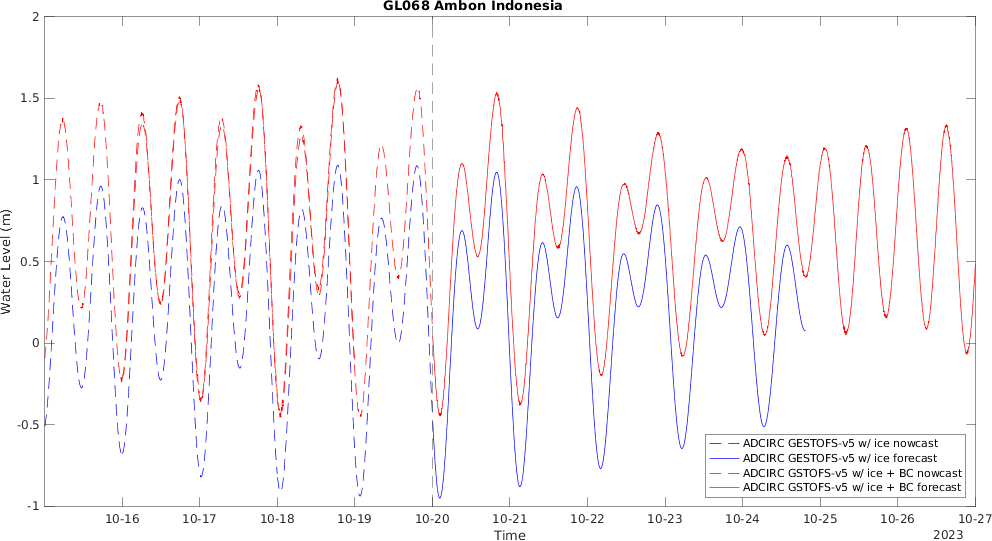 GL068 Ambon Indonesia
Water Level (m)
2
1.5
1
0.5
0
-0.5
-1
10-16
10-17
10-18
10-19
10-20
10-21
10-22
10-23
10-24
10-25
10-26
10-27
Time
2023
ADCIRC GESTOFS-v5 w/ ice nowcast
ADCIRC GESTOFS-v5 w/ ice forecast
ADCIRC GSTOFS-v5 w/ ice + BC nowcast
ADCIRC GSTOFS-v5 w/ ice + BC forecast